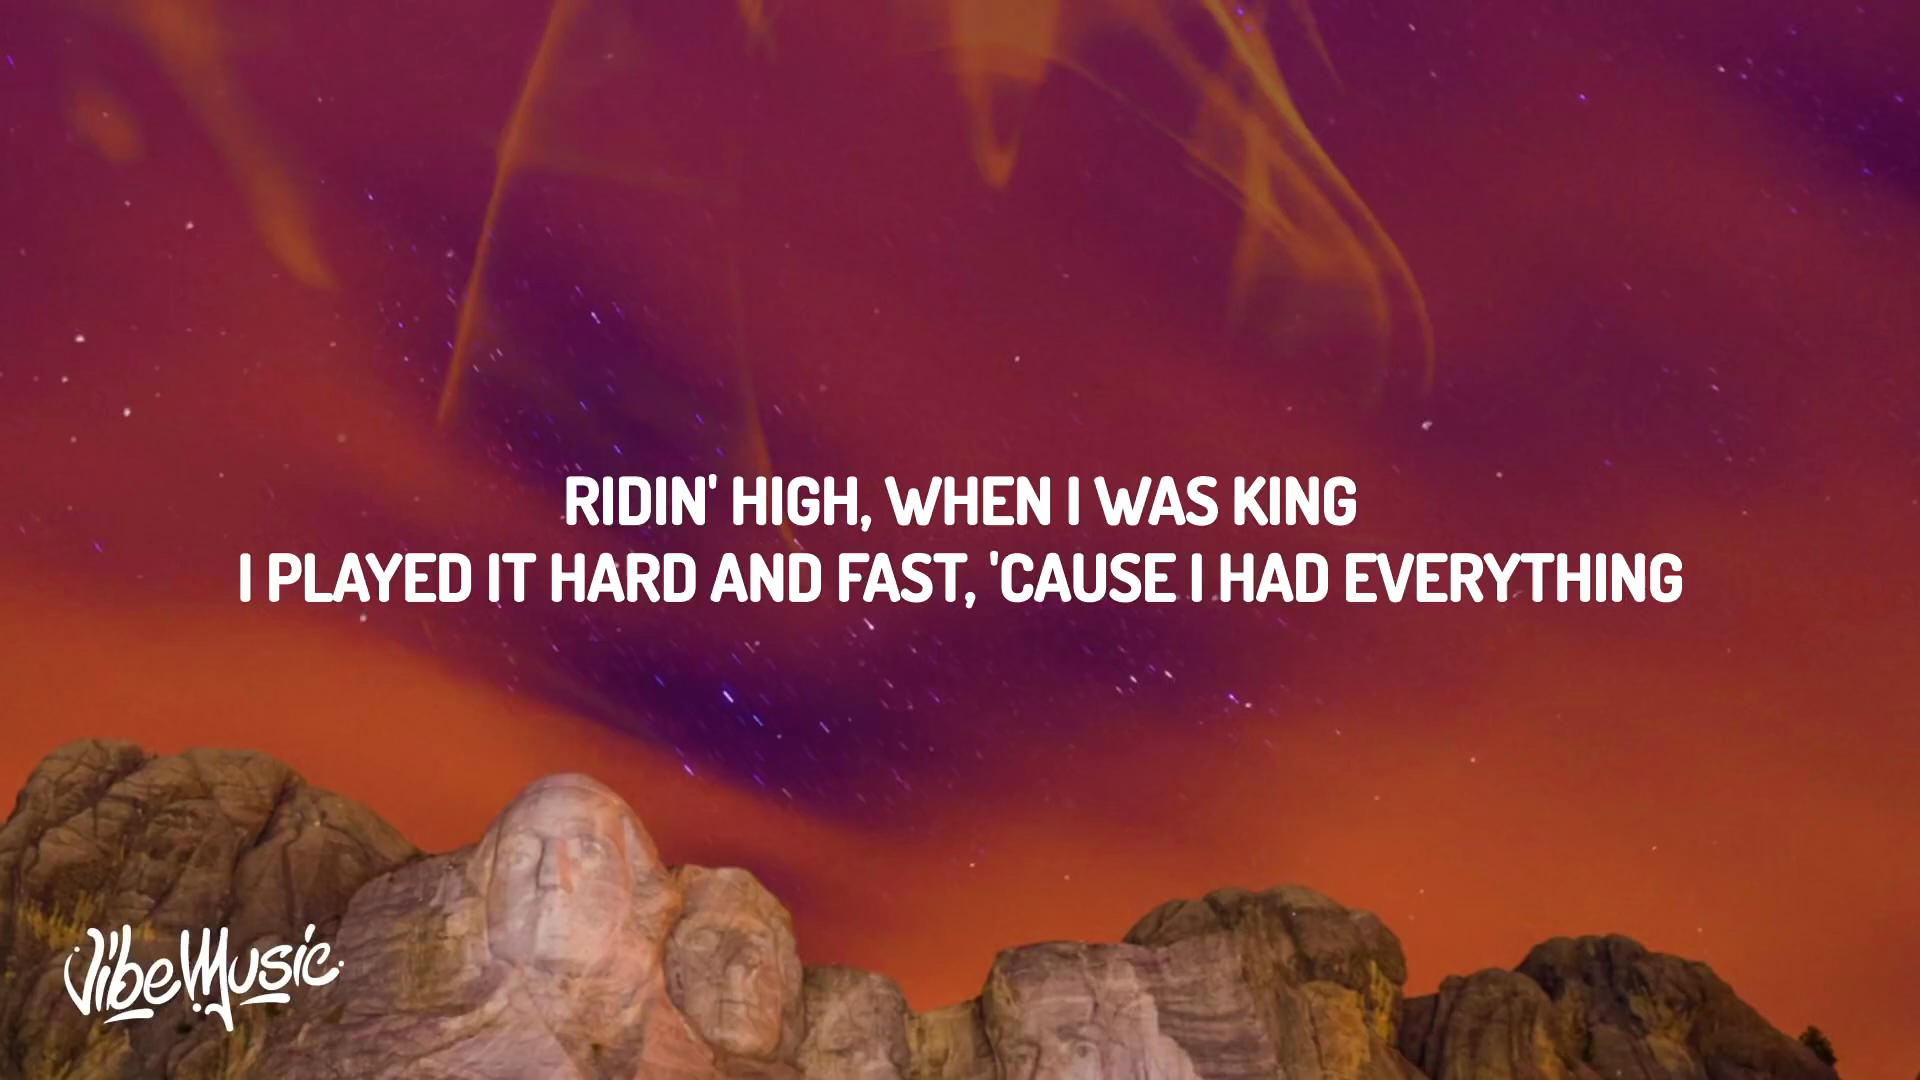 RIDIN' HIGH, WHEN I WAS KING
I PLAYED IT HARD AND FAST, 'CAUSE I HAD EVERYTHING
VibeMusic